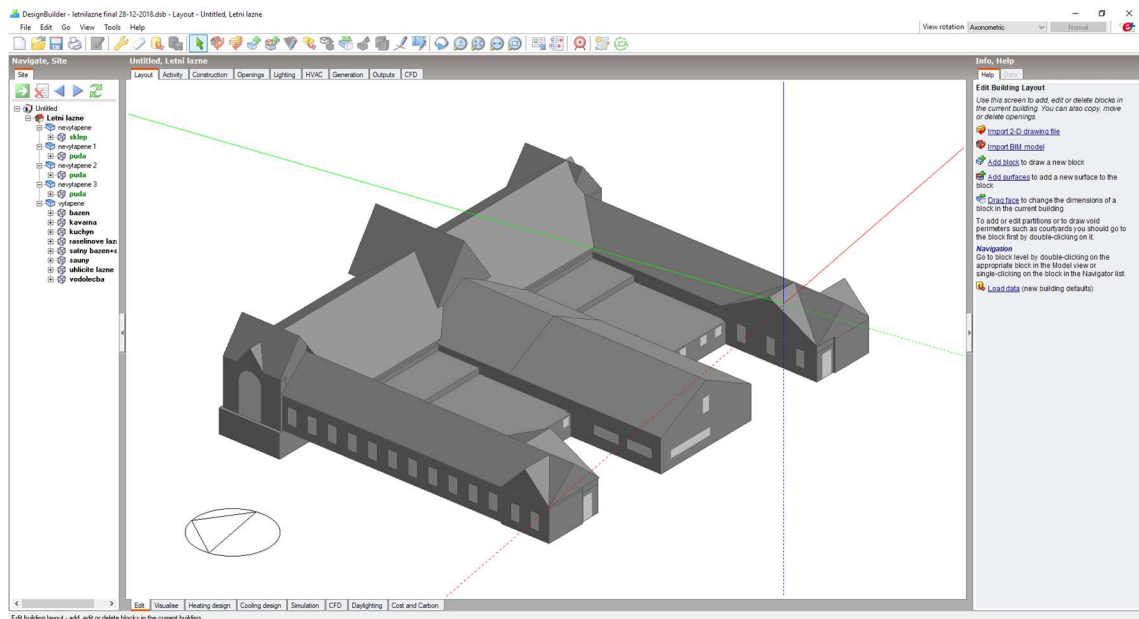 DesignBuilder - letnilazne final 28-12-2018.dsb - Layout - Untitled, Letni lazne
File Edit Go View Tools Help
View rotation Axonometric Normal
Navigate, Site
Untitled, Letni lazne
Info, Help
Site
Layout Activity Construction Openings Lighting HVAC Generation Outputs CFD
Help Data
Untitled
Letni lazne
nevytapene
sklep
nevytapene 1
puda
nevytapene 2
puda
nevytapene 3
puda
vytapene
bazen
kavarna
kuchyn
raselinove laz
satny bazen+s
sauny
uhlicite lazne
vodolecba
Edit Building Layout
Use this screen to add, edit or delete blocks in
the current building. You can also copy, move
or delete openings.
Import 2-D drawing file
Import BIM model
Add block to draw a new block
Add surfaces to add a new surface to the
block
Drag face to change the dimensions of a
block in the current building
To add or edit partitions or to draw void
perimeters such as courtyards you should go to
the block first by double-clicking on it.
Navigation
Go to block level by double-clicking on the
appropriate block in the Model view or
single-clicking on the block in the Navigator list.
Load data (new building defaults)
Edit Visualise Heating design Cooling design Simulation CFD Daylighting Cost and Carbon
Edit building layout - add, edit or delete blocks in the current building